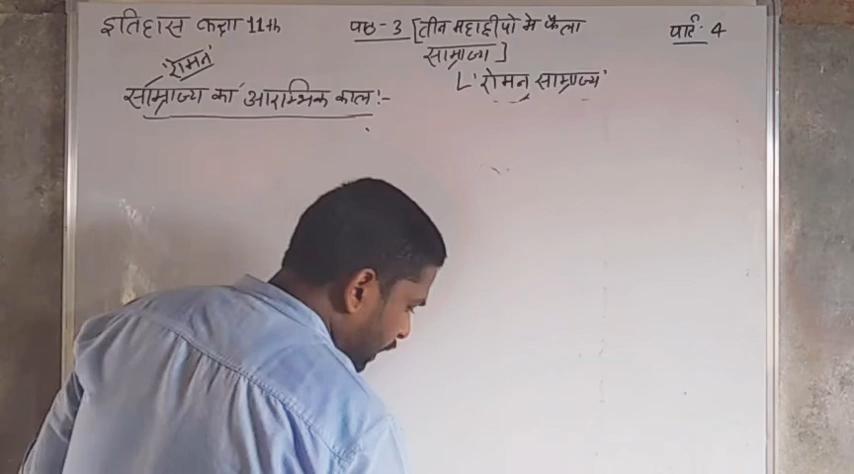 इतिहास कक्षा 11th पाठ-3 [तीन महाद्वीपों में फैला पार्ट-4
साम्राज्य]
'रोमन'
L 'रोमन साम्राज्य'
साम्राज्य का आरम्भिक काल :-